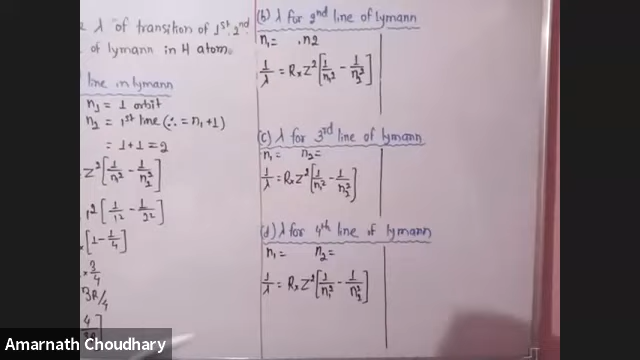 λ of transition of 1st, 2nd
of lymann in H atom.
line in lymann
n1 = 1 orbit
n2 = 1st line (∴ = n1+1)
= 1+1 = 2
Z² [1/n1² - 1/n2²]
1² [1/1² - 1/2²]
× [1 - 1/4]
× 3/4
3R/4
4
(b) λ for 2nd line of lymann
n1 = , n2
1/λ = R × Z² [1/n1² - 1/n2²]
(c) λ for 3rd line of lymann
n1 = n2 =
1/λ = R × Z² [1/n1² - 1/n2²]
(d) λ for 4th line of lymann
n1 = n2 =
1/λ = R × Z² [1/n1² - 1/n2²]
Amarnath Choudhary